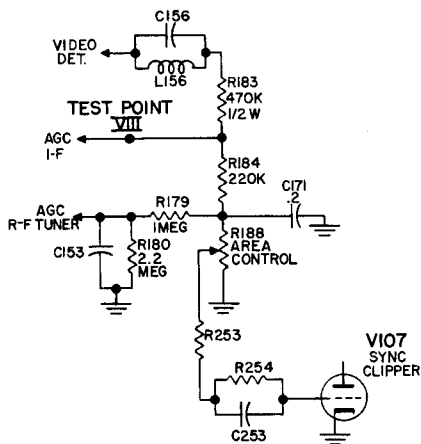 C156
VIDEO
DET.
L156
R183
470K
1/2 W
TEST POINT
VIII
AGC
I-F
R184
220K
C171
.2
AGC
R-F TUNER
R179
1MEG
R188
AREA
CONTROL
C153
R180
2.2
MEG
R253
R254
C253
V107
SYNC
CLIPPER